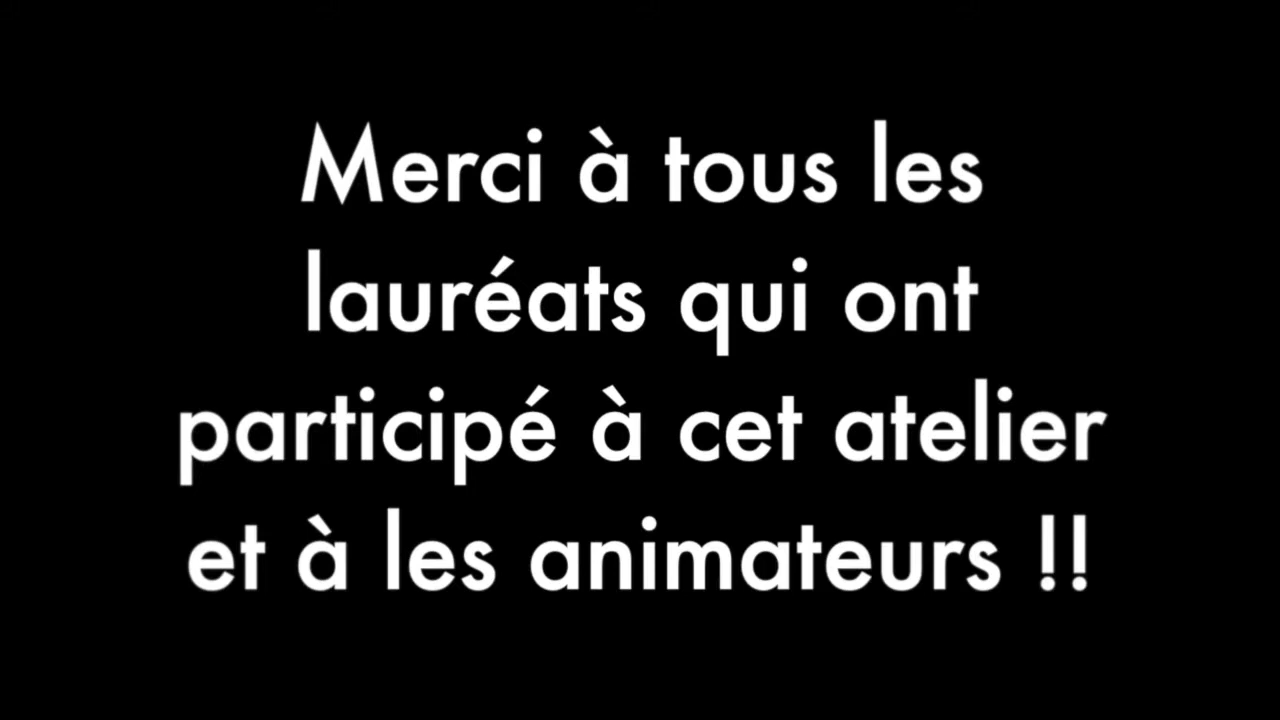 Merci à tous les
lauréats qui ont
participé à cet atelier
et à les animateurs !!